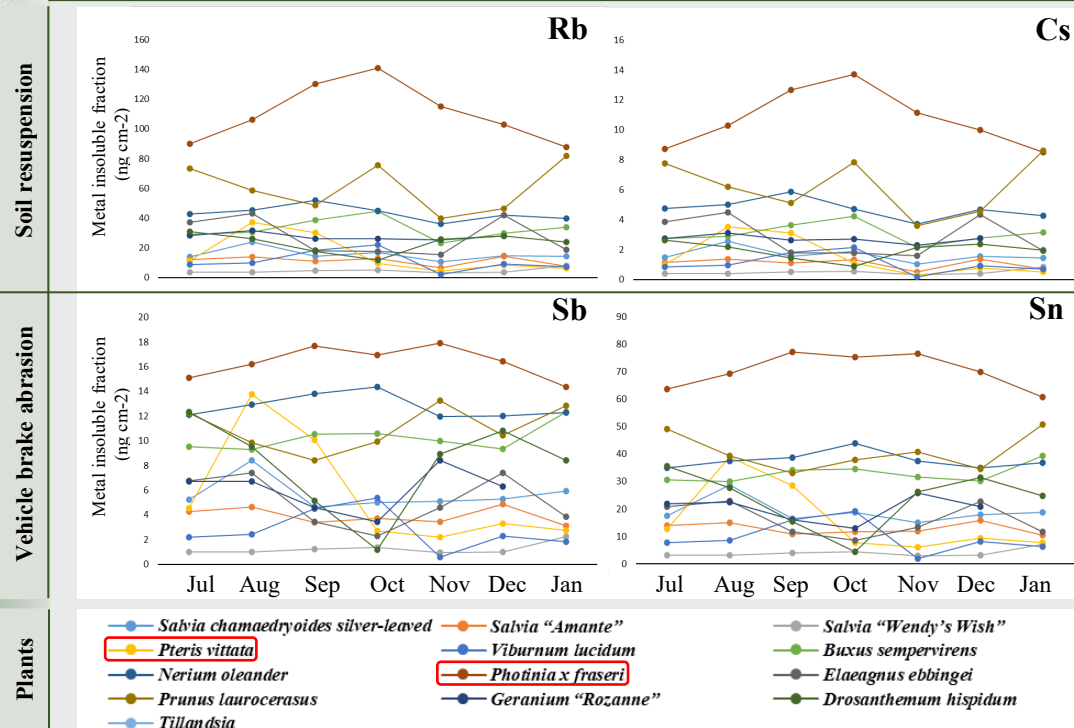 Soil resuspension
Rb
Metal insoluble fraction
(ng cm-2)
160
140
120
100
80
60
40
20
0
Cs
16
14
12
10
8
6
4
2
0
Vehicle brake abrasion
Sb
Metal insoluble fraction
(ng cm-2)
20
18
16
14
12
10
8
6
4
2
0
Jul Aug Sep Oct Nov Dec Jan
Sn
90
80
70
60
50
40
30
20
10
0
Jul Aug Sep Oct Nov Dec Jan
Plants
Salvia chamaedryoides silver-leaved Salvia “Amante” Salvia “Wendy’s Wish”
Pteris vittata Viburnum lucidum Buxus sempervirens
Nerium oleander Photinia x fraseri Elaeagnus ebbingei
Prunus laurocerasus Geranium “Rozanne” Drosanthemum hispidum
Tillandsia